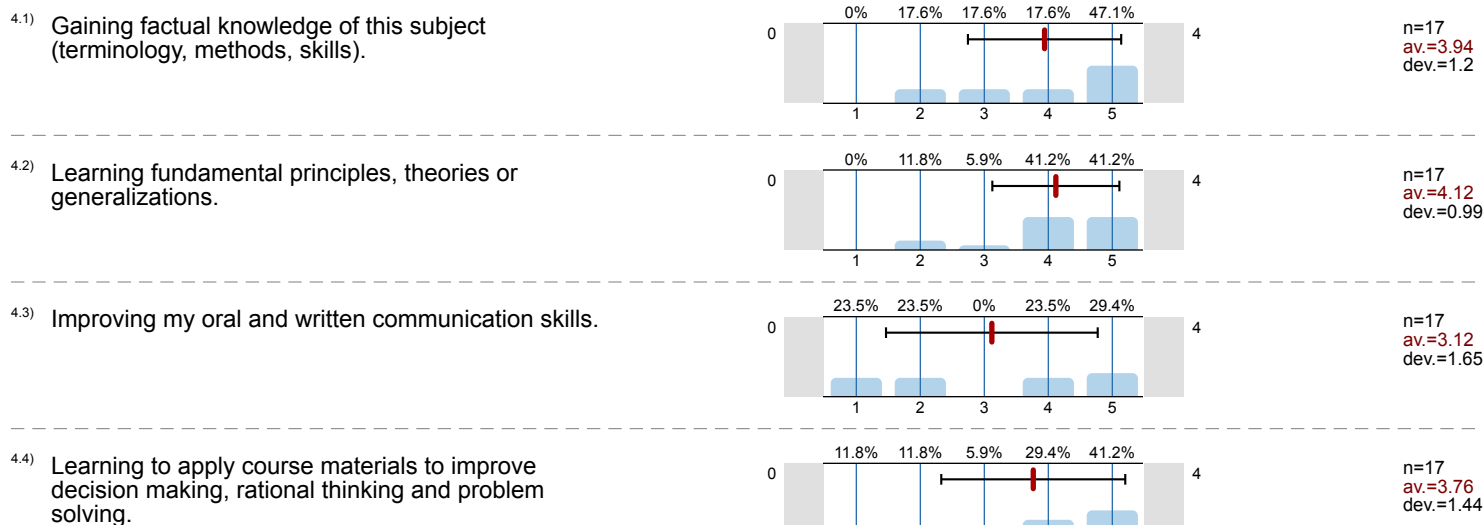 4.1) Gaining factual knowledge of this subject
(terminology, methods, skills).
0% 17.6% 17.6% 17.6% 47.1%
0 4
1 2 3 4 5
n=17
av.=3.94
dev.=1.2
4.2) Learning fundamental principles, theories or
generalizations.
0% 11.8% 5.9% 41.2% 41.2%
0 4
1 2 3 4 5
n=17
av.=4.12
dev.=0.99
4.3) Improving my oral and written communication skills.
23.5% 23.5% 0% 23.5% 29.4%
0 4
1 2 3 4 5
n=17
av.=3.12
dev.=1.65
4.4) Learning to apply course materials to improve
decision making, rational thinking and problem
solving.
11.8% 11.8% 5.9% 29.4% 41.2%
0 4
n=17
av.=3.76
dev.=1.44